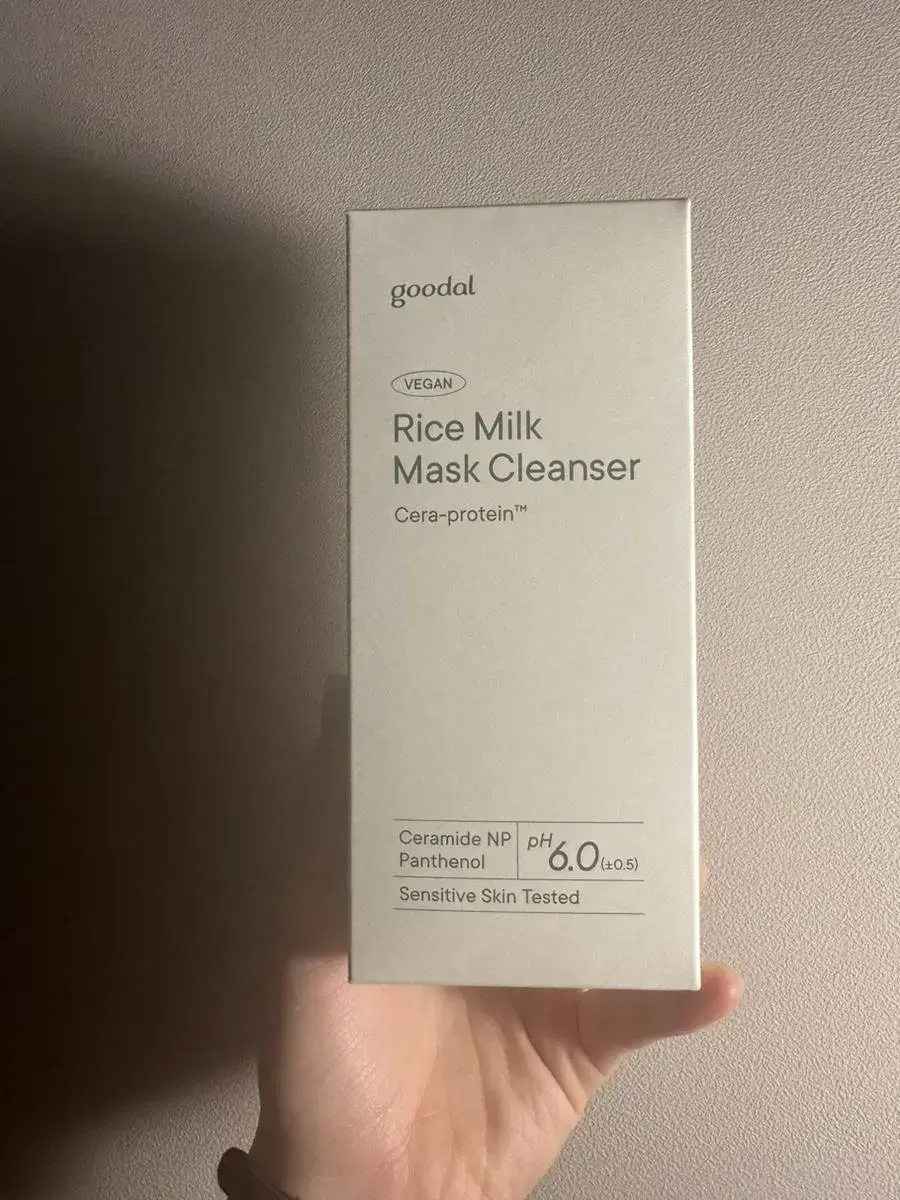 goodal
VEGAN
Rice Milk
Mask Cleanser
Cera-protein™
Ceramide NP
Panthenol
pH 6.0 (±0.5)
Sensitive Skin Tested